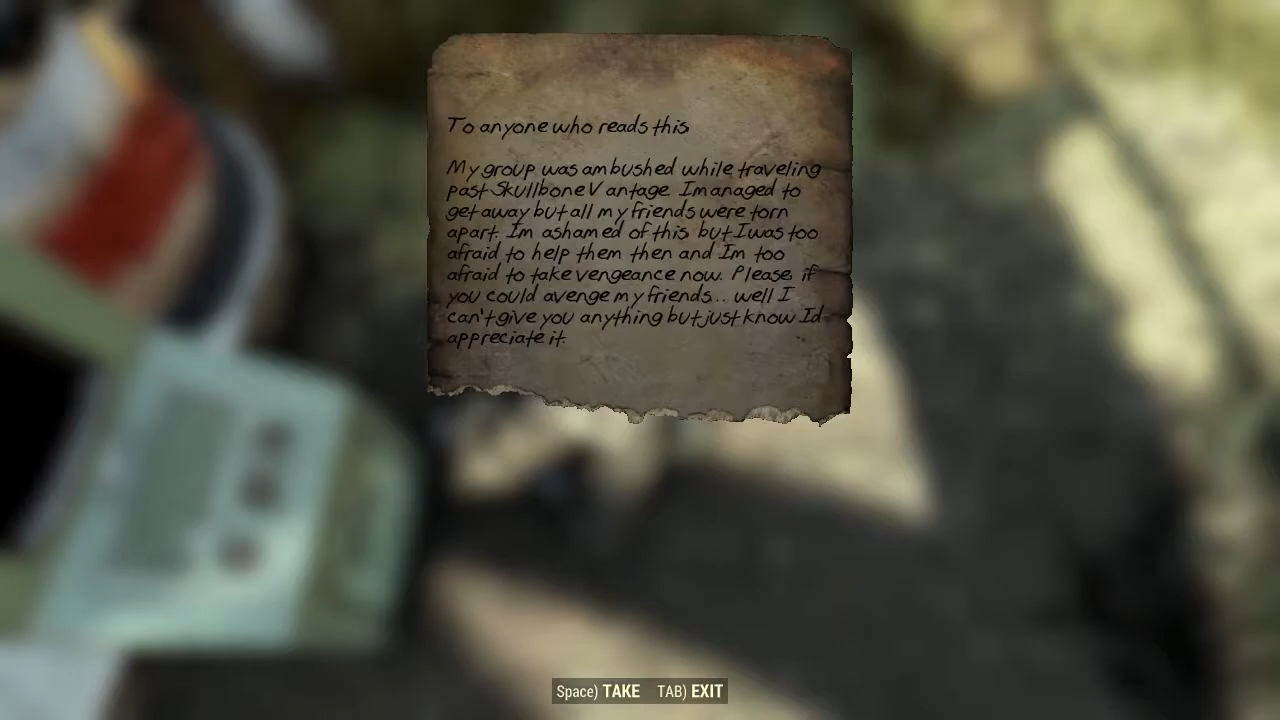 To anyone who reads this
My group was ambushed while traveling
past Skullbone Vantage. I managed to
get away but all my friends were torn
apart. Im ashamed of this, but I was too
afraid to help them then and Im too
afraid to take vengeance now. Please, if
you could avenge my friends... well I
can't give you anything but just know Id
appreciate it.
Space) TAKE TAB) EXIT